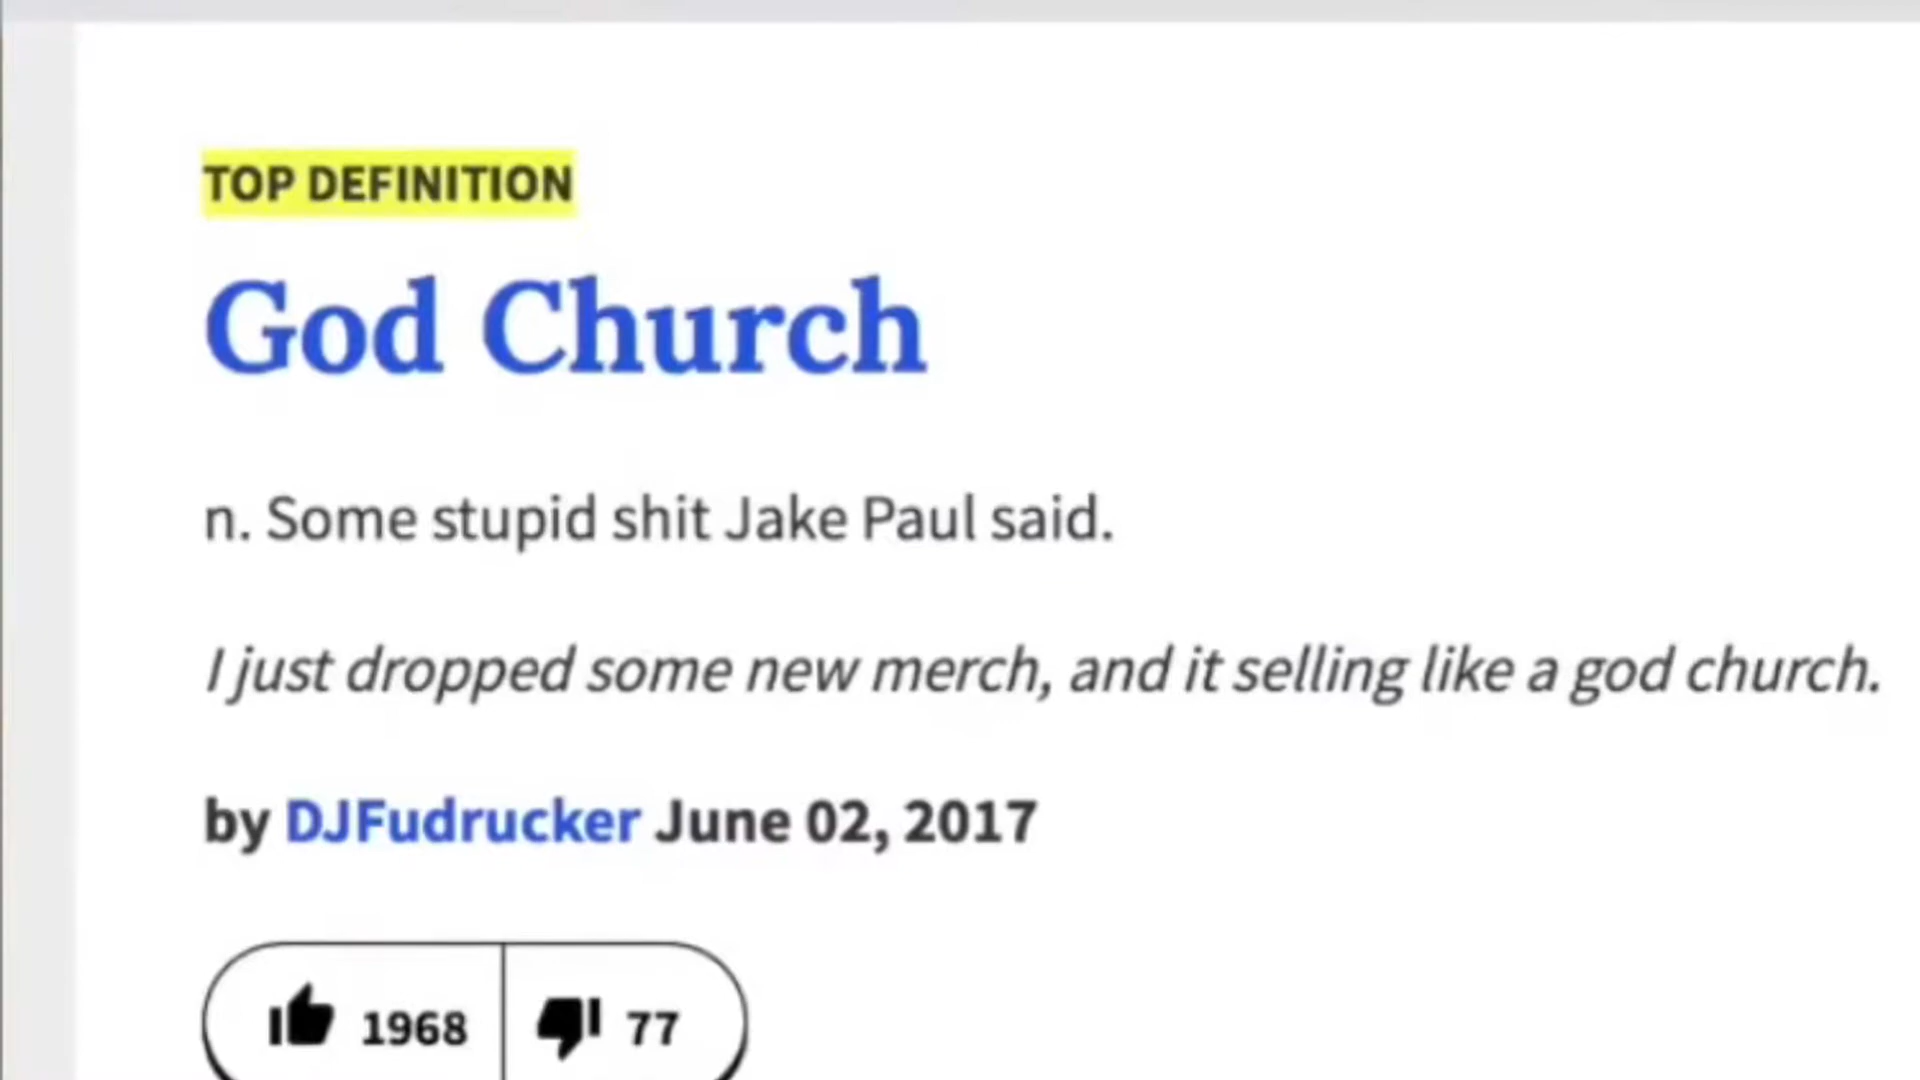 TOP DEFINITION
God Church
n. Some stupid shit Jake Paul said.
I just dropped some new merch, and it selling like a god church.
by DJFudrucker June 02, 2017
1968 77